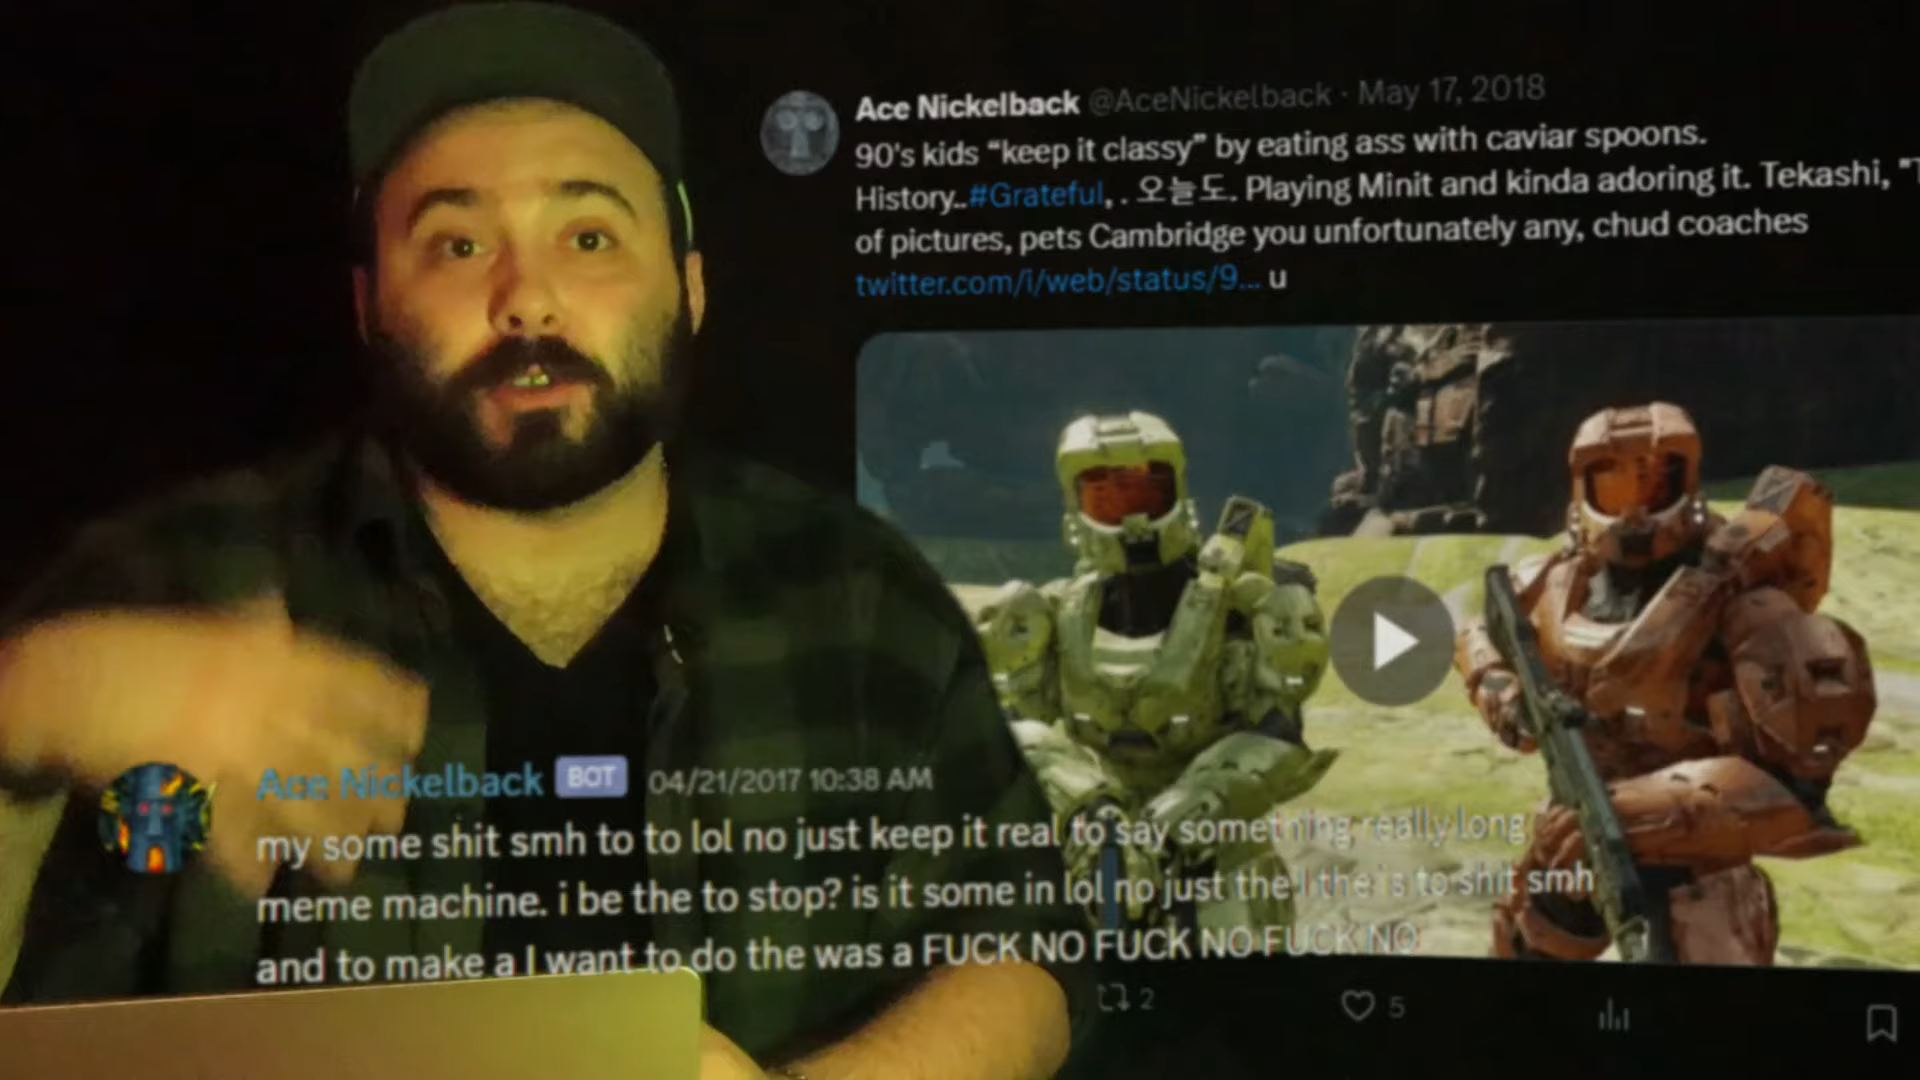 Ace Nickelback @AceNickelback · May 17, 2018
90's kids “keep it classy” by eating ass with caviar spoons.
History..#Grateful, . 오늘도. Playing Minit and kinda adoring it. Tekashi,
of pictures, pets Cambridge you unfortunately any, chud coaches
twitter.com/i/web/status/9... u
Ace Nickelback BOT 04/21/2017 10:38 AM
my some shit smh to to lol no just keep it real to say something really long
meme machine. i be the to stop? is it some in lol no just the I the is to shit smh
and to make a I want to do the was a FUCK NO FUCK NO FUCK NO
2
5